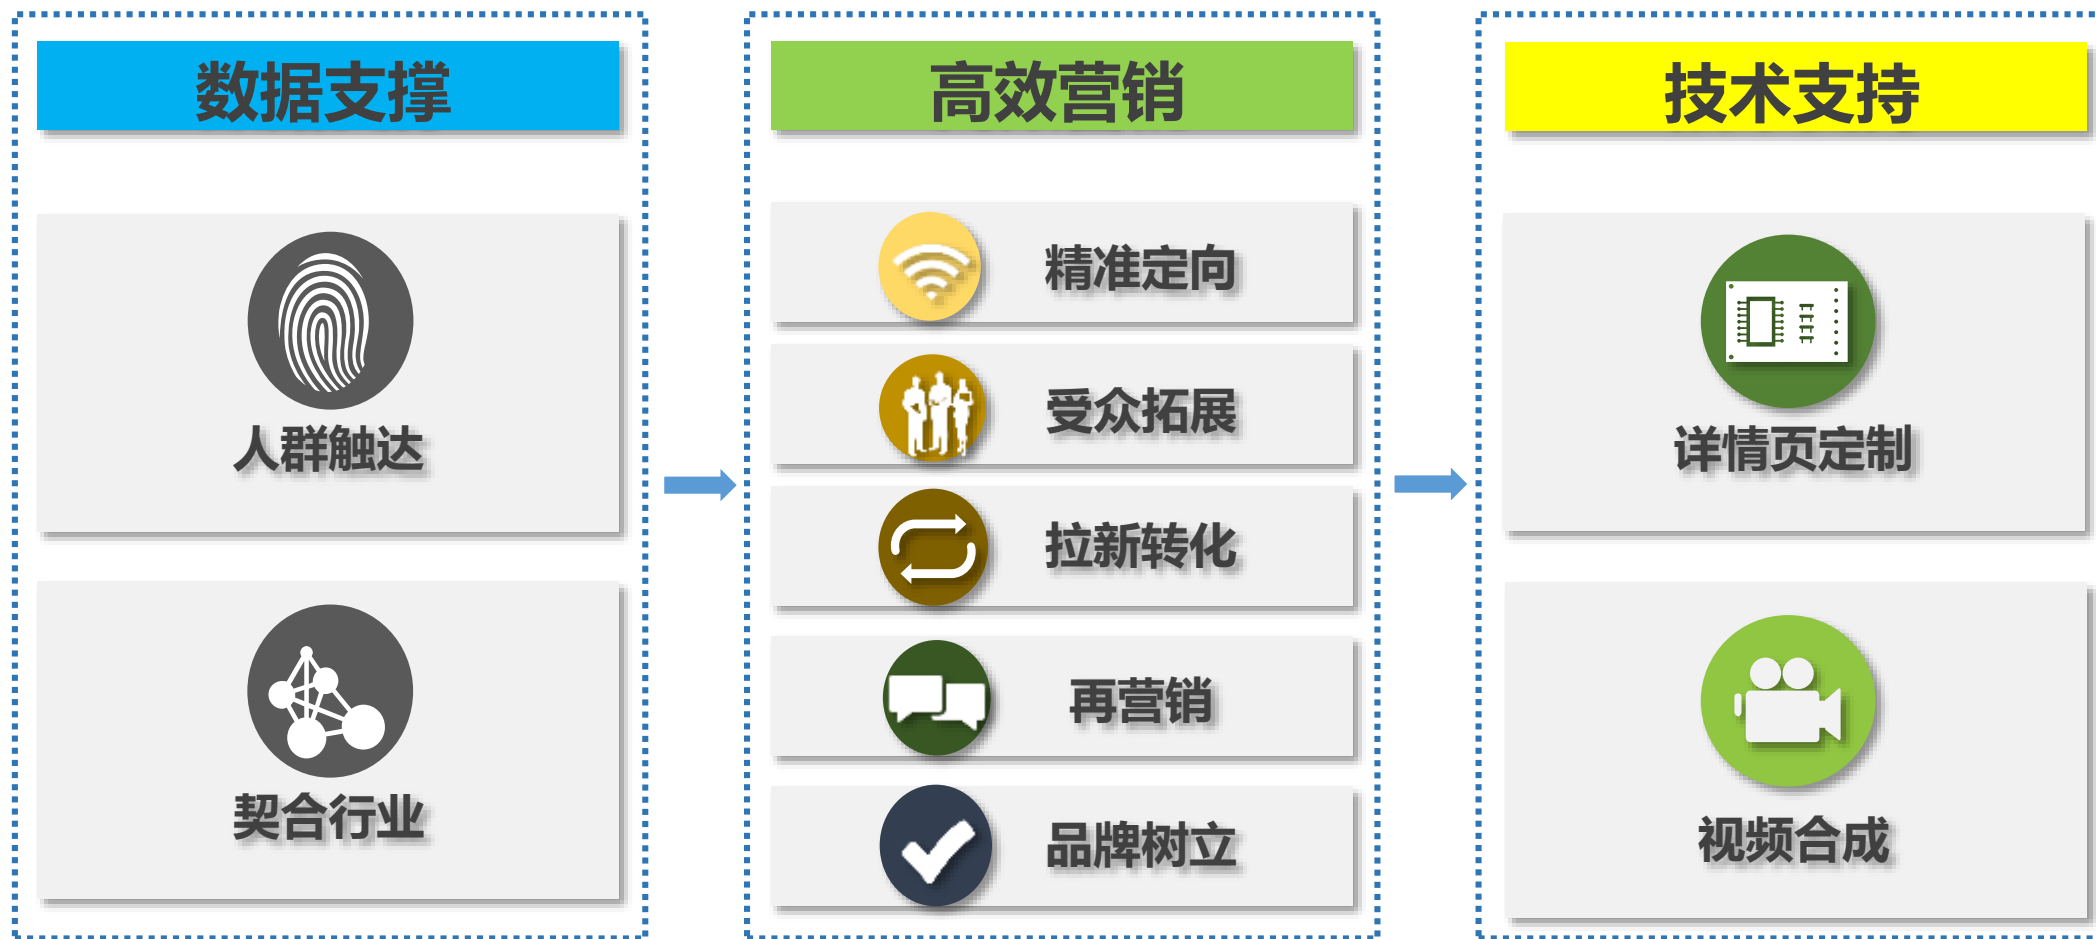 数据支撑
人群触达
契合行业
高效营销
精准定向
受众拓展
拉新转化
再营销
品牌树立
技术支持
详情页定制
视频合成